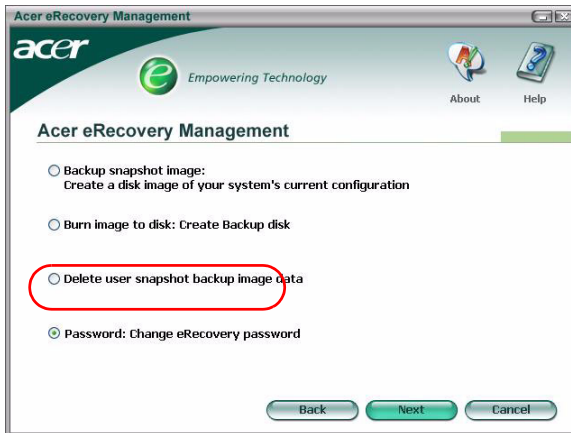 Acer eRecovery Management
acer
e Empowering Technology
About Help
Acer eRecovery Management
Backup snapshot image:
Create a disk image of your system's current configuration
Burn image to disk: Create Backup disk
Delete user snapshot backup image data
Password: Change eRecovery password
Back Next Cancel